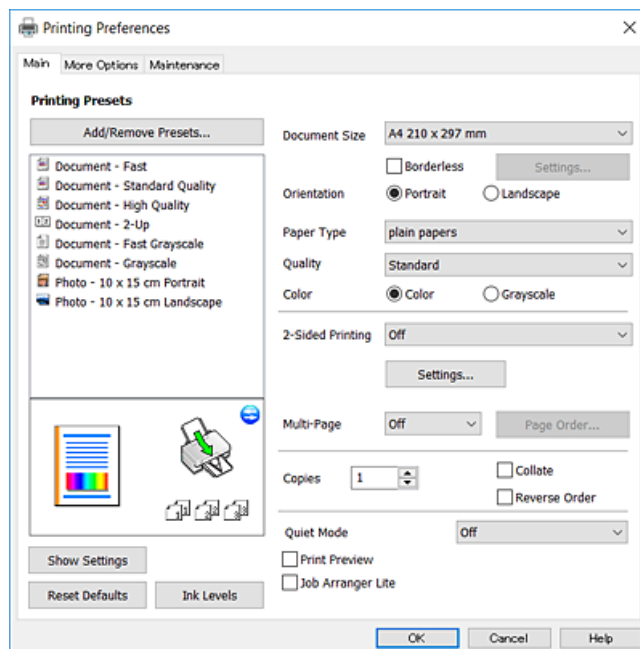 Printing Preferences
Main
More Options
Maintenance
Printing Presets
Add/Remove Presets...
Document - Fast
Document - Standard Quality
Document - High Quality
Document - 2-Up
Document - Fast Grayscale
Document - Grayscale
Photo - 10 x 15 cm Portrait
Photo - 10 x 15 cm Landscape
Show Settings
Reset Defaults
Ink Levels
Document Size
A4 210 x 297 mm
Borderless
Settings...
Orientation
Portrait
Landscape
Paper Type
plain papers
Quality
Standard
Color
Color
Grayscale
2-Sided Printing
Off
Settings...
Multi-Page
Off
Page Order...
Copies
1
Collate
Reverse Order
Quiet Mode
Off
Print Preview
Job Arranger Lite
OK
Cancel
Help